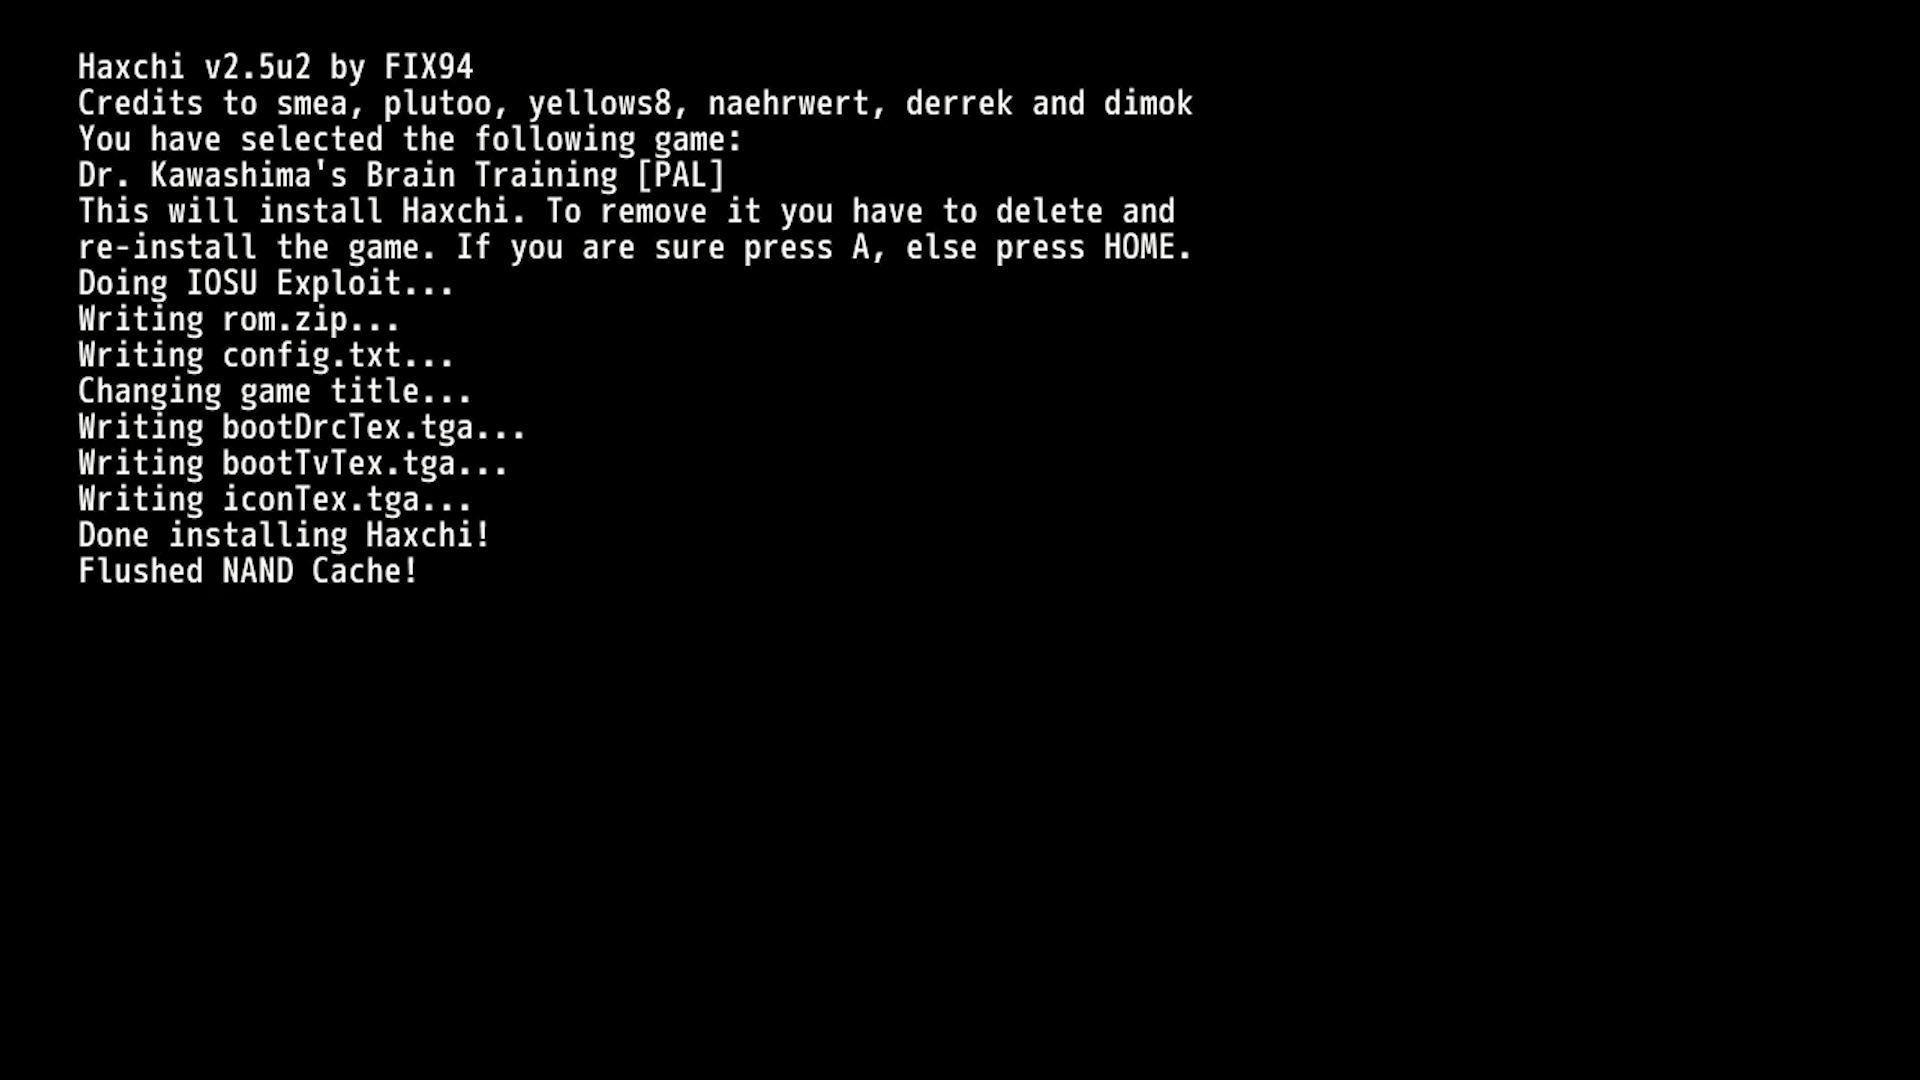 Haxchi v2.5u2 by FIX94
Credits to smea, plutoo, yellows8, naehrwert, derrek and dimok
You have selected the following game:
Dr. Kawashima's Brain Training [PAL]
This will install Haxchi. To remove it you have to delete and
re-install the game. If you are sure press A, else press HOME.
Doing IOSU Exploit...
Writing rom.zip...
Writing config.txt...
Changing game title...
Writing bootDrcTex.tga...
Writing bootTvTex.tga...
Writing iconTex.tga...
Done installing Haxchi!
Flushed NAND Cache!